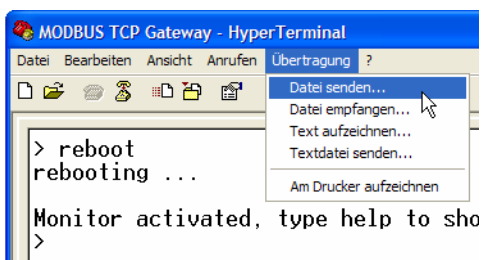 MODBUS TCP Gateway - HyperTerminal
Datei Bearbeiten Ansicht Anrufen Übertragung ?
Datei senden...
Datei empfangen...
Text aufzeichnen...
Textdatei senden...
Am Drucker aufzeichnen
> reboot
rebooting ...
Monitor activated, type help to sho
>